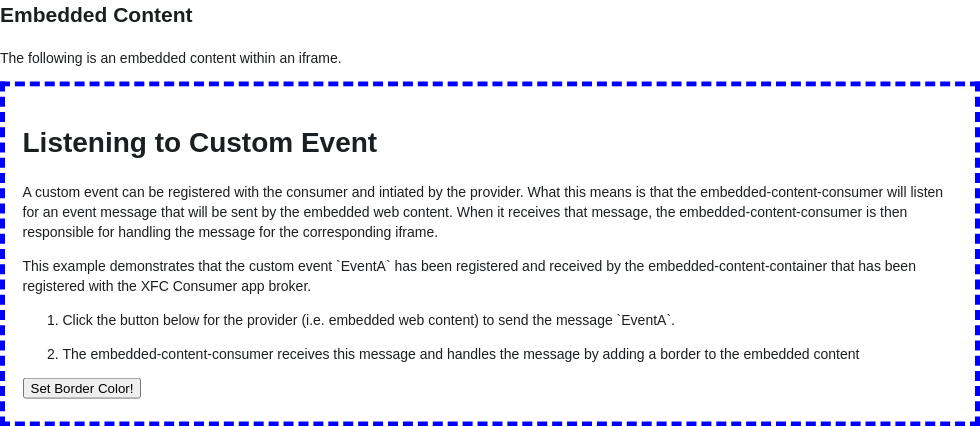 Embedded Content
The following is an embedded content within an iframe.
Listening to Custom Event
A custom event can be registered with the consumer and intiated by the provider. What this means is that the embedded-content-consumer will listen
for an event message that will be sent by the embedded web content. When it receives that message, the embedded-content-consumer is then
responsible for handling the message for the corresponding iframe.
This example demonstrates that the custom event `EventA` has been registered and received by the embedded-content-container that has been
registered with the XFC Consumer app broker.
1. Click the button below for the provider (i.e. embedded web content) to send the message `EventA`.
2. The embedded-content-consumer receives this message and handles the message by adding a border to the embedded content
Set Border Color!